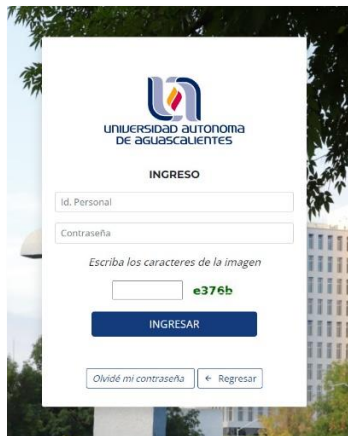 UNIVERSIDAD AUTONOMA
DE AGUASCALIENTES
INGRESO
Id. Personal
Contraseña
Escriba los caracteres de la imagen
e376b
INGRESAR
Olvidé mi contraseña
← Regresar